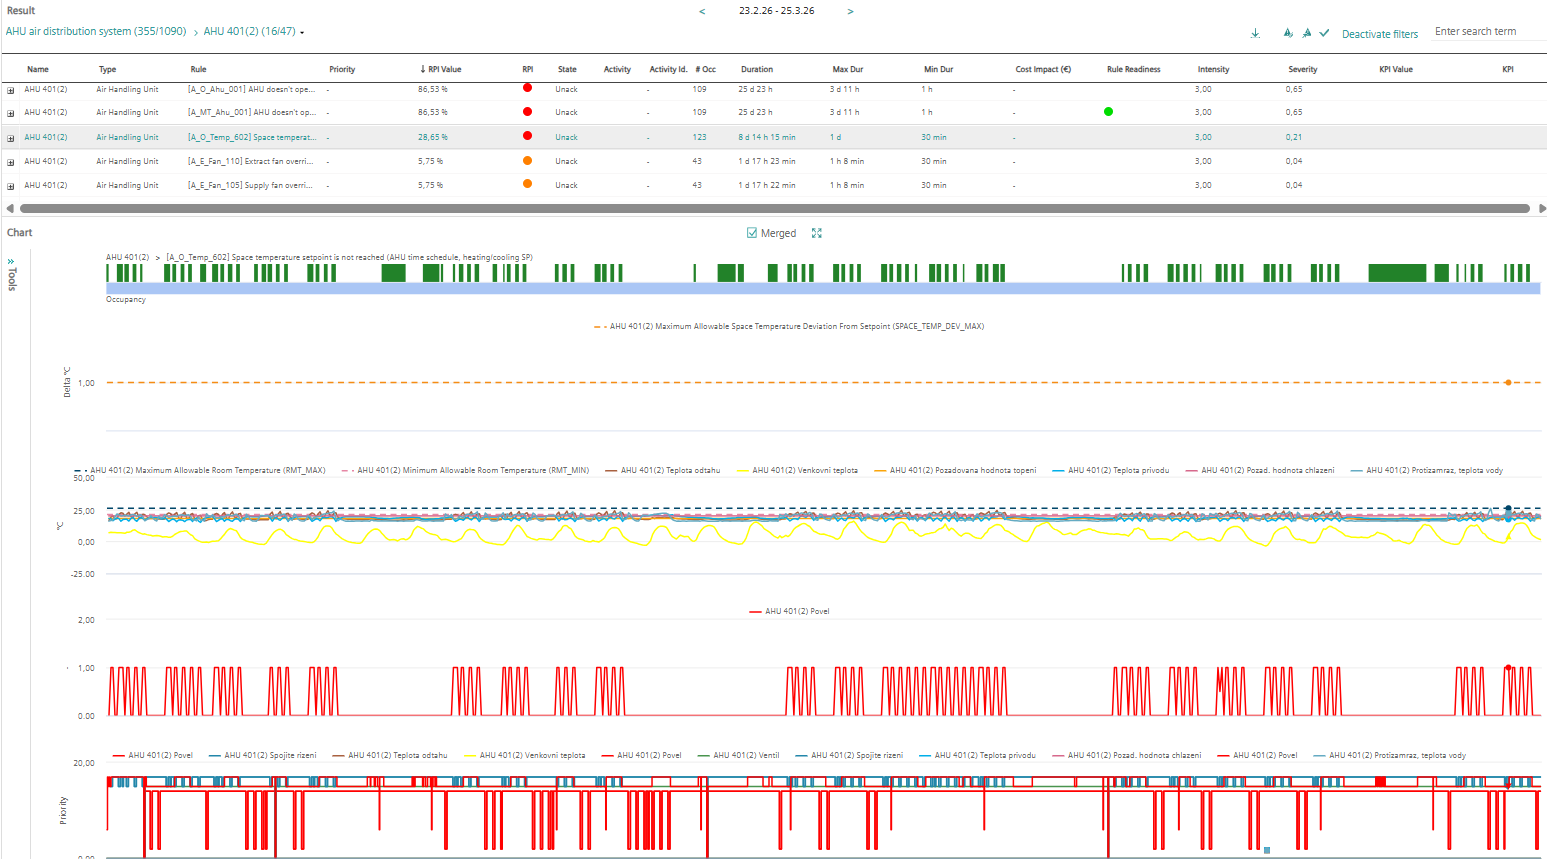 Result
< 23.2.26 - 25.3.26 >
AHU air distribution system (355/1090) > AHU 401(2) (16/47)
Deactivate filters Enter search term
Name Type Rule Priority ↓ RPI Value RPI State Activity Activity Id. # Occ Duration Max Dur Min Dur Cost Impact (€) Rule Readiness Intensity Severity KPI Value KPI
AHU 401(2) Air Handling Unit [A_O_Ahu_001] AHU doesn't ope... - 86,53 % Unack - 109 25 d 23 h 3 d 11 h 1 h - 3,00 0,65
AHU 401(2) Air Handling Unit [A_MT_Ahu_001] AHU doesn't op... - 86,53 % Unack - 109 25 d 23 h 3 d 11 h 1 h - 3,00 0,65
AHU 401(2) Air Handling Unit [A_O_Temp_602] Space temperat... - 28,65 % Unack - 123 8 d 14 h 15 min 1 d 30 min - 3,00 0,21
AHU 401(2) Air Handling Unit [A_E_Fan_110] Extract fan overri... - 5,75 % Unack - 43 1 d 17 h 23 min 1 h 8 min 30 min - 3,00 0,04
AHU 401(2) Air Handling Unit [A_E_Fan_105] Supply fan overri... - 5,75 % Unack - 43 1 d 17 h 22 min 1 h 8 min 30 min - 3,00 0,04
Chart
Merged
» Tools
AHU 401(2) > [A_O_Temp_602] Space temperature setpoint is not reached (AHU time schedule, heating/cooling SP)
Occupancy
AHU 401(2) Maximum Allowable Space Temperature Deviation From Setpoint (SPACE_TEMP_DEV_MAX)
Delta °C
1,00
AHU 401(2) Maximum Allowable Room Temperature (RMT_MAX) AHU 401(2) Minimum Allowable Room Temperature (RMT_MIN) AHU 401(2) Teplota odtahu AHU 401(2) Venkovni teplota AHU 401(2) Pozadovana hodnota topeni AHU 401(2) Teplota privodu AHU 401(2) Pozad. hodnota chlazeni AHU 401(2) Protizamraz, teplota vody
50,00
25,00
°C
0,00
-25,00
AHU 401(2) Povel
2,00
1,00
0,00
AHU 401(2) Povel AHU 401(2) Spojite rizeni AHU 401(2) Teplota odtahu AHU 401(2) Venkovni teplota AHU 401(2) Povel AHU 401(2) Ventil AHU 401(2) Spojite rizeni AHU 401(2) Teplota privodu AHU 401(2) Pozad. hodnota chlazeni AHU 401(2) Povel AHU 401(2) Protizamraz, teplota vody
20,00
Priority
0,00